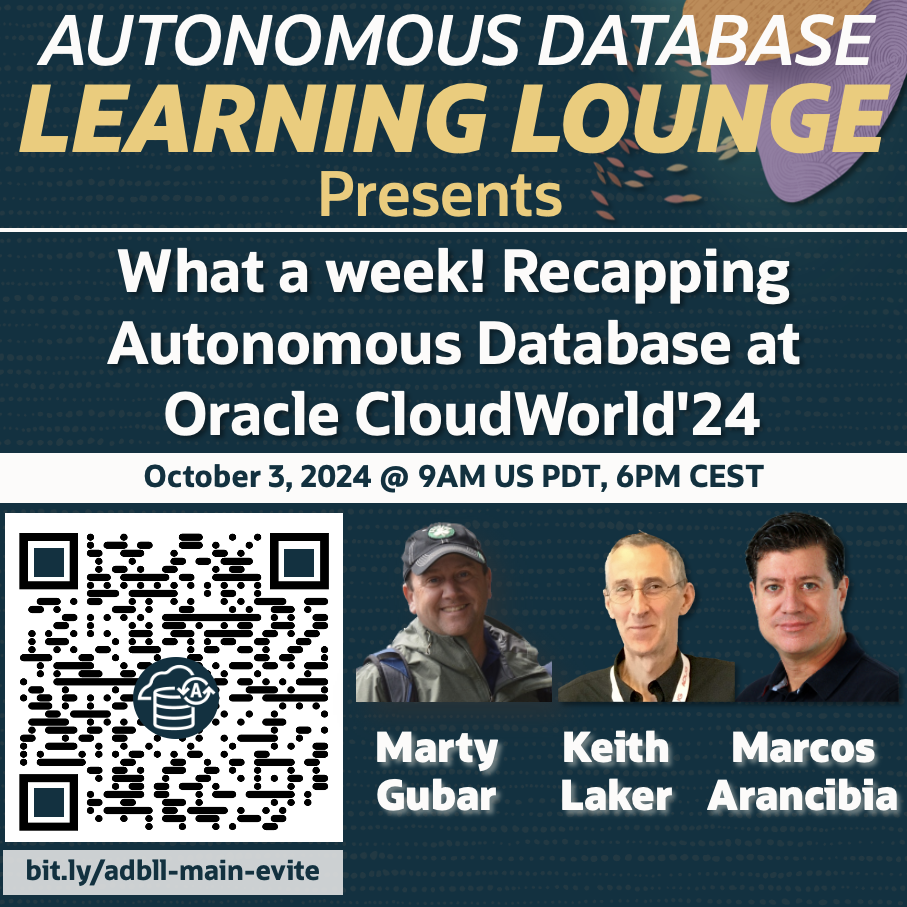 AUTONOMOUS DATABASE
LEARNING LOUNGE
Presents
What a week! Recapping
Autonomous Database at
Oracle CloudWorld'24
October 3, 2024 @ 9AM US PDT, 6PM CEST
A
Marty
Gubar
Keith
Laker
Marcos
Arancibia
bit.ly/adbll-main-evite